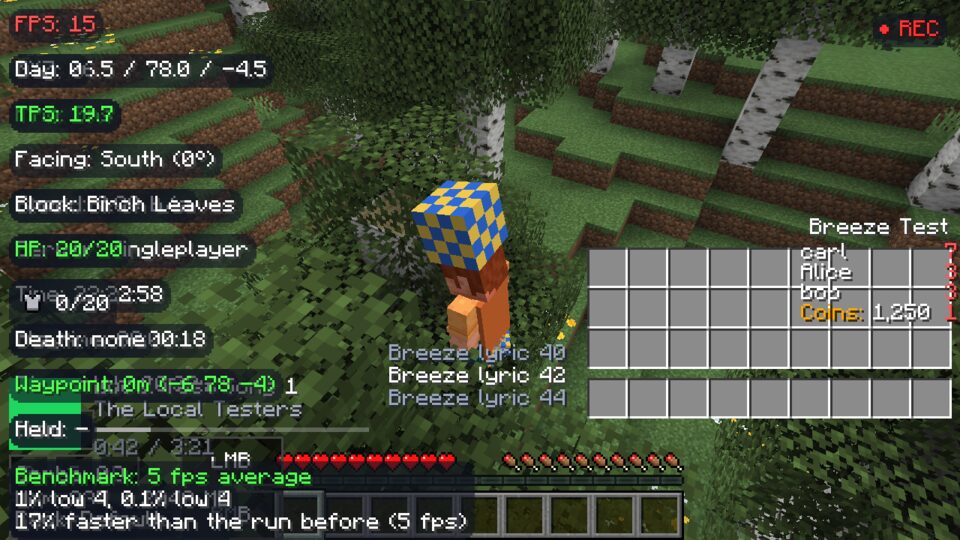 FPS: 15
REC
Day: 06.5 / 78.0 / -4.5
TPS: 19.7
Facing: South (0°)
Block: Birch Leaves
HP: 20/20
ingleplayer
0/20
2:58
Death: none
00:18
Waypoint: 0m (-6 78 -4)
1
The Local Testers
Held: -
0:42 / 3:21
LMB
Benchmark: 5 fps average
1% low 4, 0.1% low 4
17% faster than the run before (5 fps)
Breeze lyric 40
Breeze lyric 42
Breeze lyric 44
Breeze Test
carl 7
Alice 3
bob 3
Coins: 1,250 1